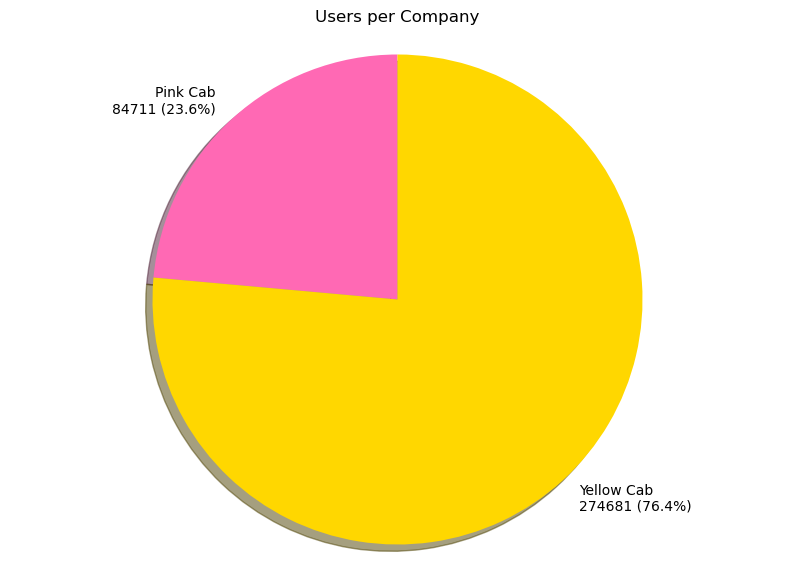 Users per Company
Pink Cab
84711 (23.6%)
Yellow Cab
274681 (76.4%)